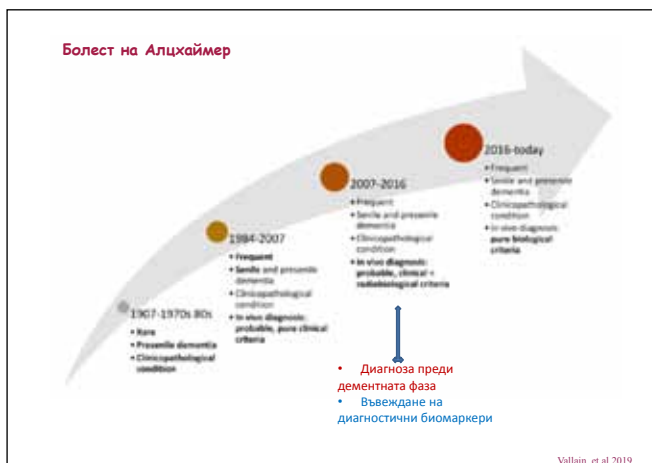 Болест на Алцхаймер
2016-today
• Frequent
• Senile and presenile
dementia
• Clinicopathological
condition
• In vivo diagnosis:
pure biological
criteria
2007-2016
• Frequent
• Senile and presenile
dementia
• Clinicopathological
condition
• In vivo diagnosis:
probable, clinical +
radiobiological criteria
1984-2007
• Frequent
• Senile and presenile
dementia
• Clinicopathological
condition
• In vivo diagnosis:
probable, pure clinical
criteria
1907-1970s 80s
• Rare
• Presenile dementia
• Clinicopathological
condition
• Диагноза преди
дементната фаза
• Въвеждане на
диагностични биомаркери
Vallain, et al 2019